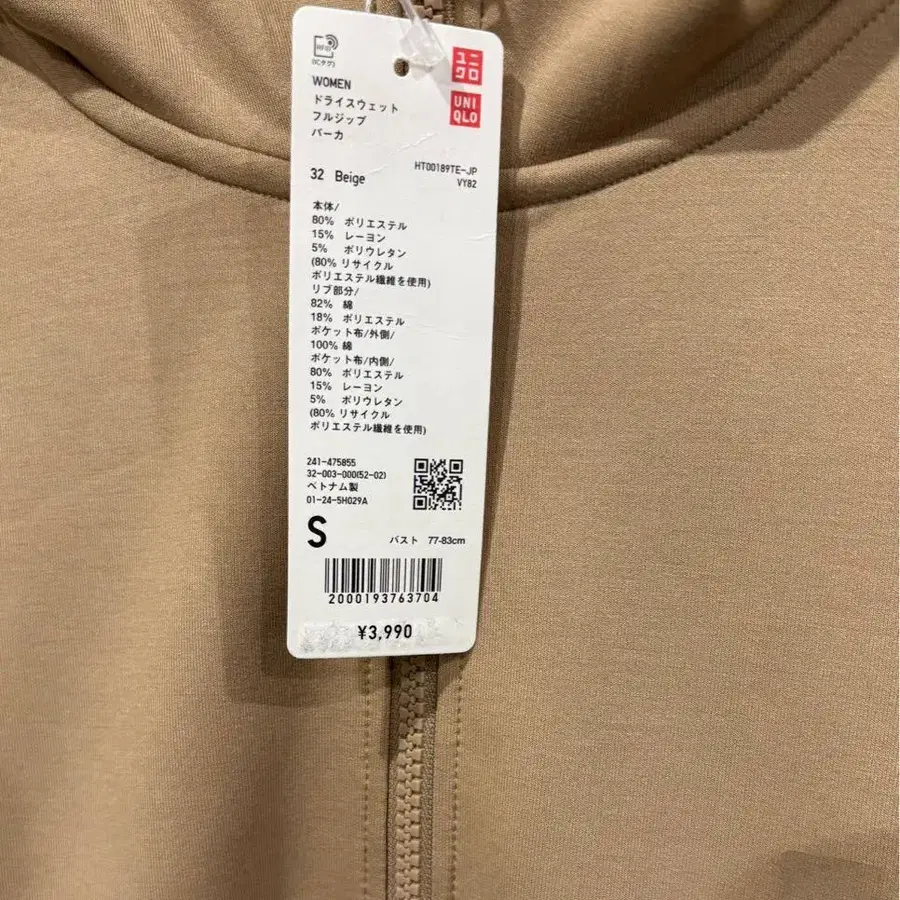 RFID
(ICタグ)
ユニ
クロ
UNI
QLO
WOMEN
ドライスウェット
フルジップ
パーカ
32 Beige
HT00189TE-JP
VY82
本体/
80% ポリエステル
15% レーヨン
5% ポリウレタン
(80% リサイクル
ポリエステル繊維を使用)
リブ部分/
82% 綿
18% ポリエステル
ポケット布/外側/
100% 綿
ポケット布/内側/
80% ポリエステル
15% レーヨン
5% ポリウレタン
(80% リサイクル
ポリエステル繊維を使用)
241-475855
32-003-000(52-02)
ベトナム製
01-24-5H029A
S
バスト 77-83cm
2000193763704
¥3,990